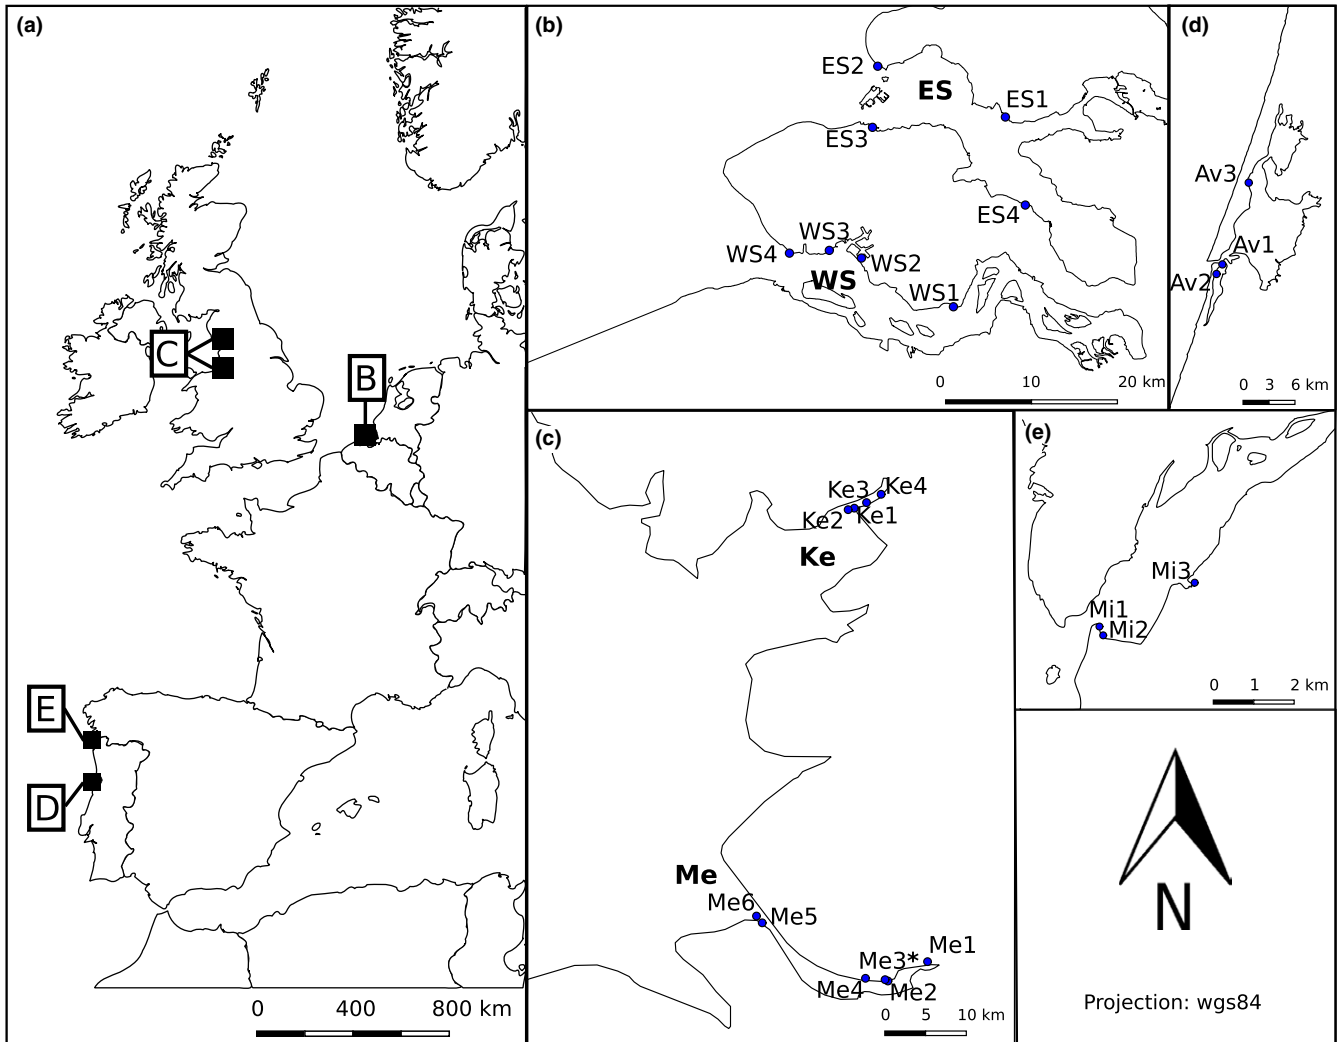 (a)
C
B
E
D
0 400 800 km
(b)
ES2
ES
ES1
ES3
ES4
WS3
WS4
WS2
WS
WS1
0 10 20 km
(d)
Av3
Av1
Av2
0 3 6 km
(c)
Ke3 Ke4
Ke2 Ke1
Ke
Me
Me6
Me5
Me1
Me3*
Me4 Me2
0 5 10 km
(e)
Mi3
Mi1
Mi2
0 1 2 km
N
Projection: wgs84